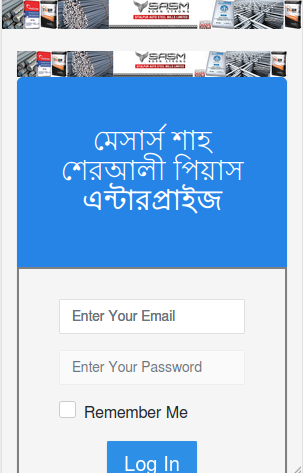 SASM
SASM
মেসার্স শাহ্
শেরআলী পিয়াস
এন্টারপ্রাইজ
Enter Your Email
Enter Your Password
Remember Me
Log In